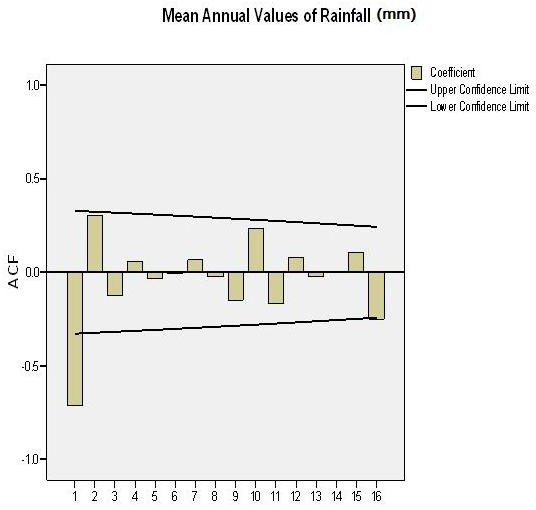 Mean Annual Values of Rainfall (mm)
Coefficient
Upper Confidence Limit
Lower Confidence Limit
1.0
0.5
0.0
-0.5
-1.0
ACF
1 2 3 4 5 6 7 8 9 10 11 12 13 14 15 16